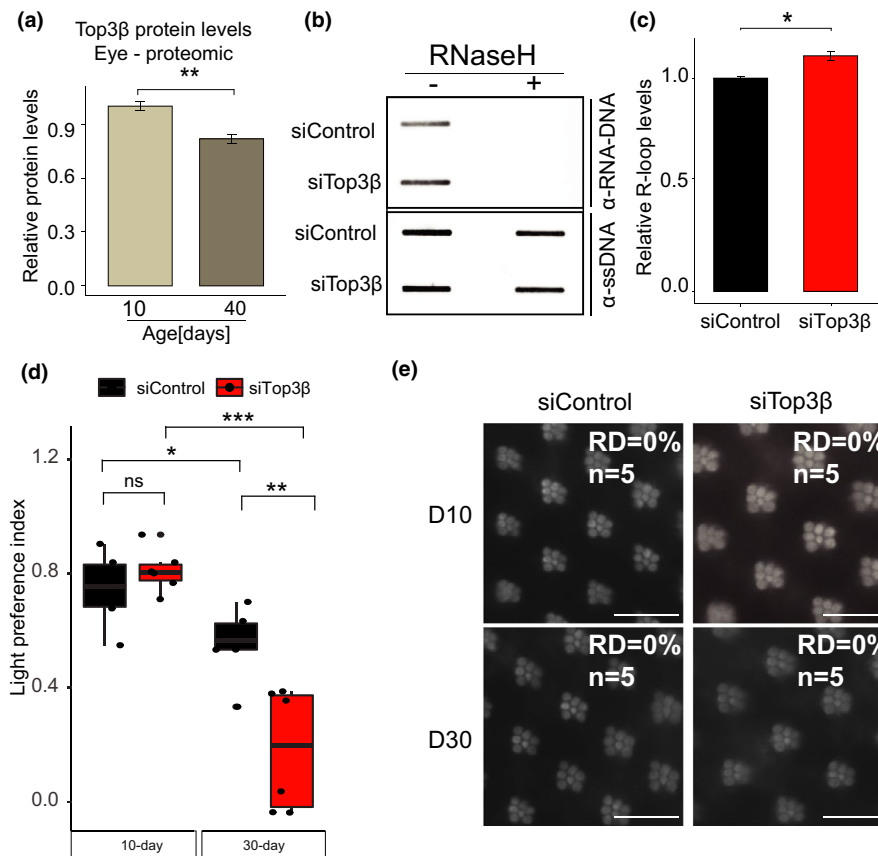 (a)
Top3β protein levels
Eye - proteomic
**
Relative protein levels
0.9
0.6
0.3
0.0
10 40
Age[days]
(b)
RNaseH
- +
siControl
siTop3β
α-RNA-DNA
siControl
siTop3β
α-ssDNA
(c)
*
Relative R-loop levels
1.0
0.5
0.0
siControl siTop3β
(d)
siControl siTop3β
***
*
ns
**
Light preference index
1.2
0.8
0.4
0.0
10-day 30-day
(e)
siControl siTop3β
D10
RD=0%
n=5
RD=0%
n=5
D30
RD=0%
n=5
RD=0%
n=5